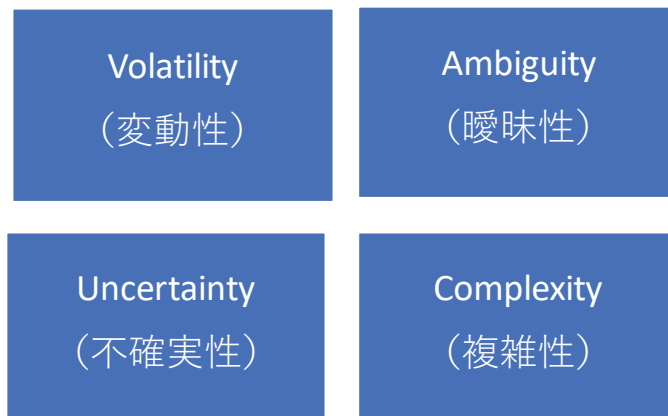 Volatility
（変動性）
Ambiguity
（曖昧性）
Uncertainty
（不確実性）
Complexity
（複雑性）